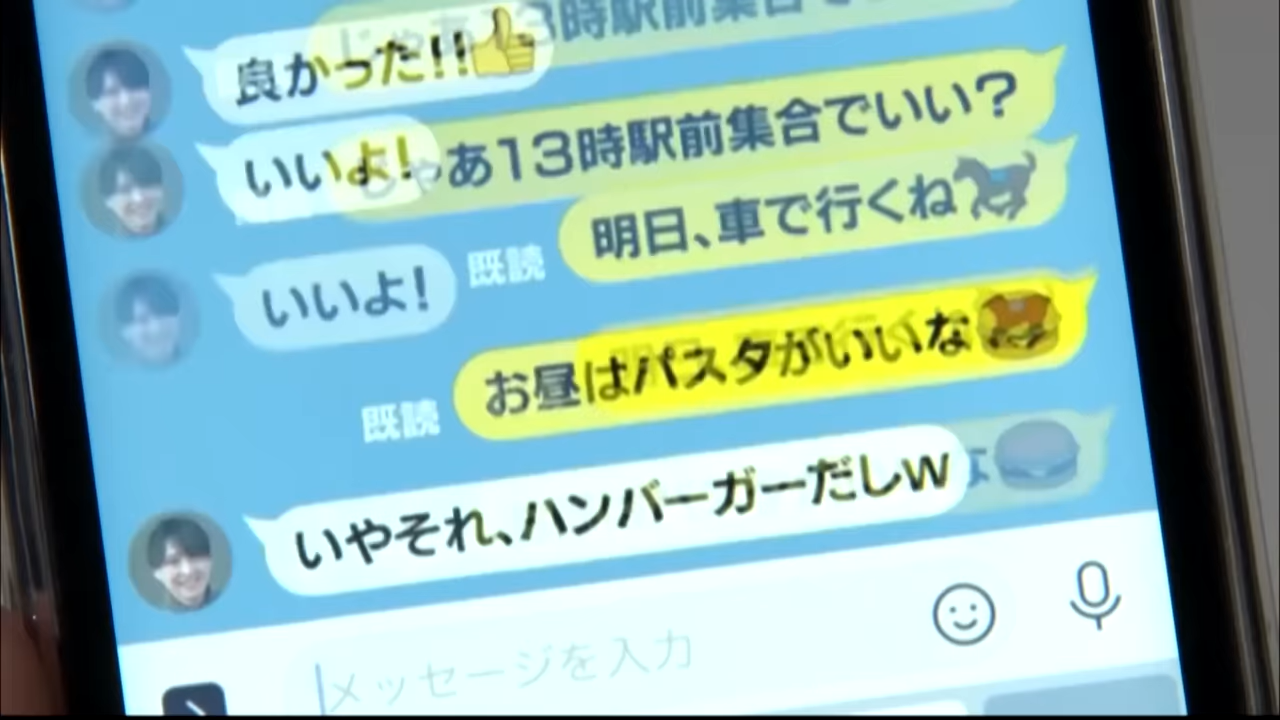 良かった!!👍
いいよ!
じゃあ13時駅前集合でいい?
明日、車で行くね🐎
いいよ!
既読
お昼はパスタがいいな🍔
既読
いやそれ、ハンバーガーだしw
メッセージを入力